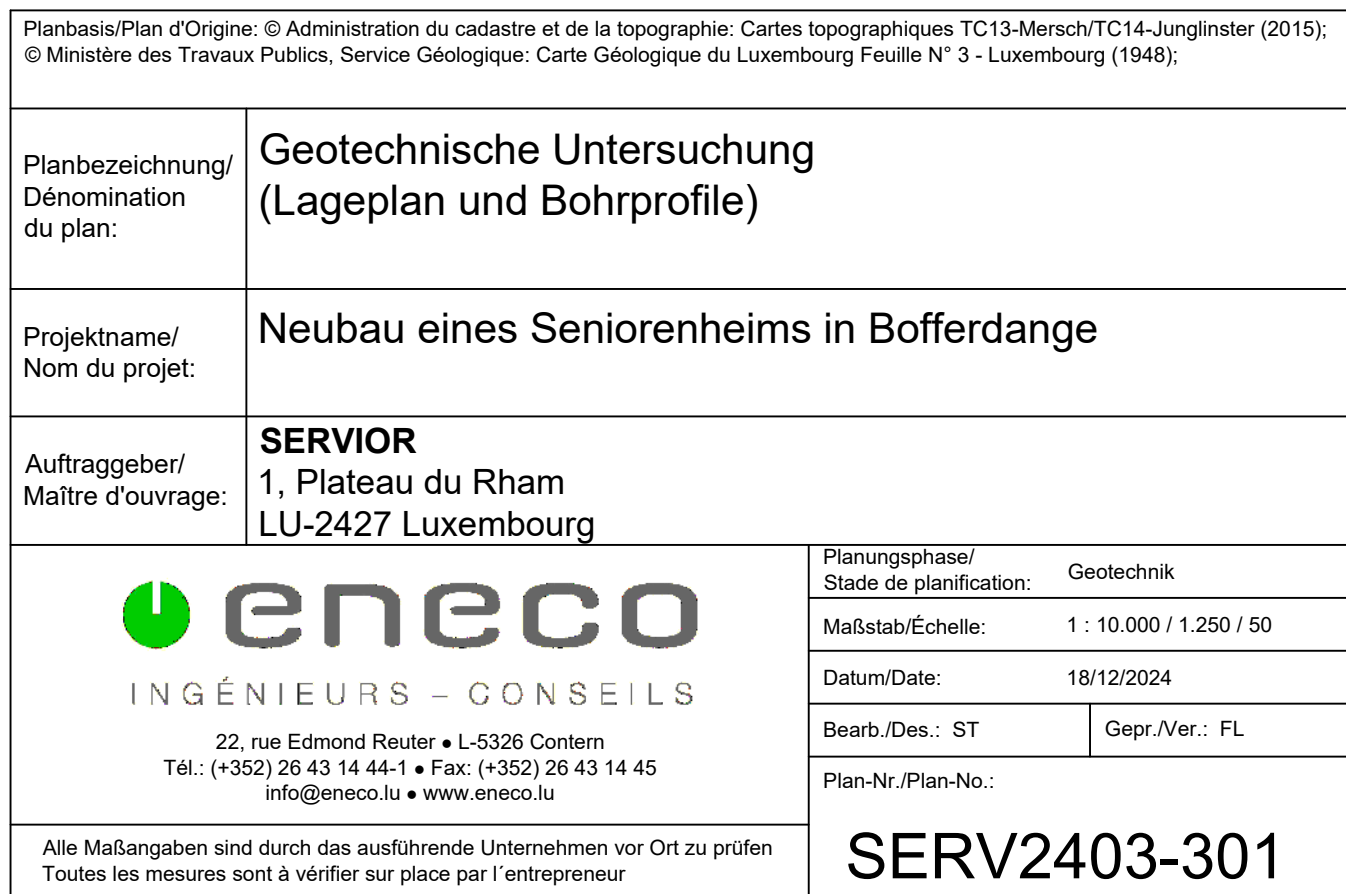 Planbasis/Plan d'Origine: © Administration du cadastre et de la topographie: Cartes topographiques TC13-Mersch/TC14-Junglinster (2015);
© Ministère des Travaux Publics, Service Géologique: Carte Géologique du Luxembourg Feuille N° 3 - Luxembourg (1948);
Planbezeichnung/
Dénomination
du plan:
Geotechnische Untersuchung
(Lageplan und Bohrprofile)
Projektname/
Nom du projet:
Neubau eines Seniorenheims in Bofferdange
Auftraggeber/
Maître d'ouvrage:
SERVIOR
1, Plateau du Rham
LU-2427 Luxembourg
eneco
INGÉNIEURS – CONSEILS
22, rue Edmond Reuter ● L-5326 Contern
Tél.: (+352) 26 43 14 44-1 ● Fax: (+352) 26 43 14 45
info@eneco.lu ● www.eneco.lu
Alle Maßangaben sind durch das ausführende Unternehmen vor Ort zu prüfen
Toutes les mesures sont à vérifier sur place par l´entrepreneur
Planungsphase/
Stade de planification:
Geotechnik
Maßstab/Échelle: 1 : 10.000 / 1.250 / 50
Datum/Date: 18/12/2024
Bearb./Des.: ST Gepr./Ver.: FL
Plan-Nr./Plan-No.:
SERV2403-301